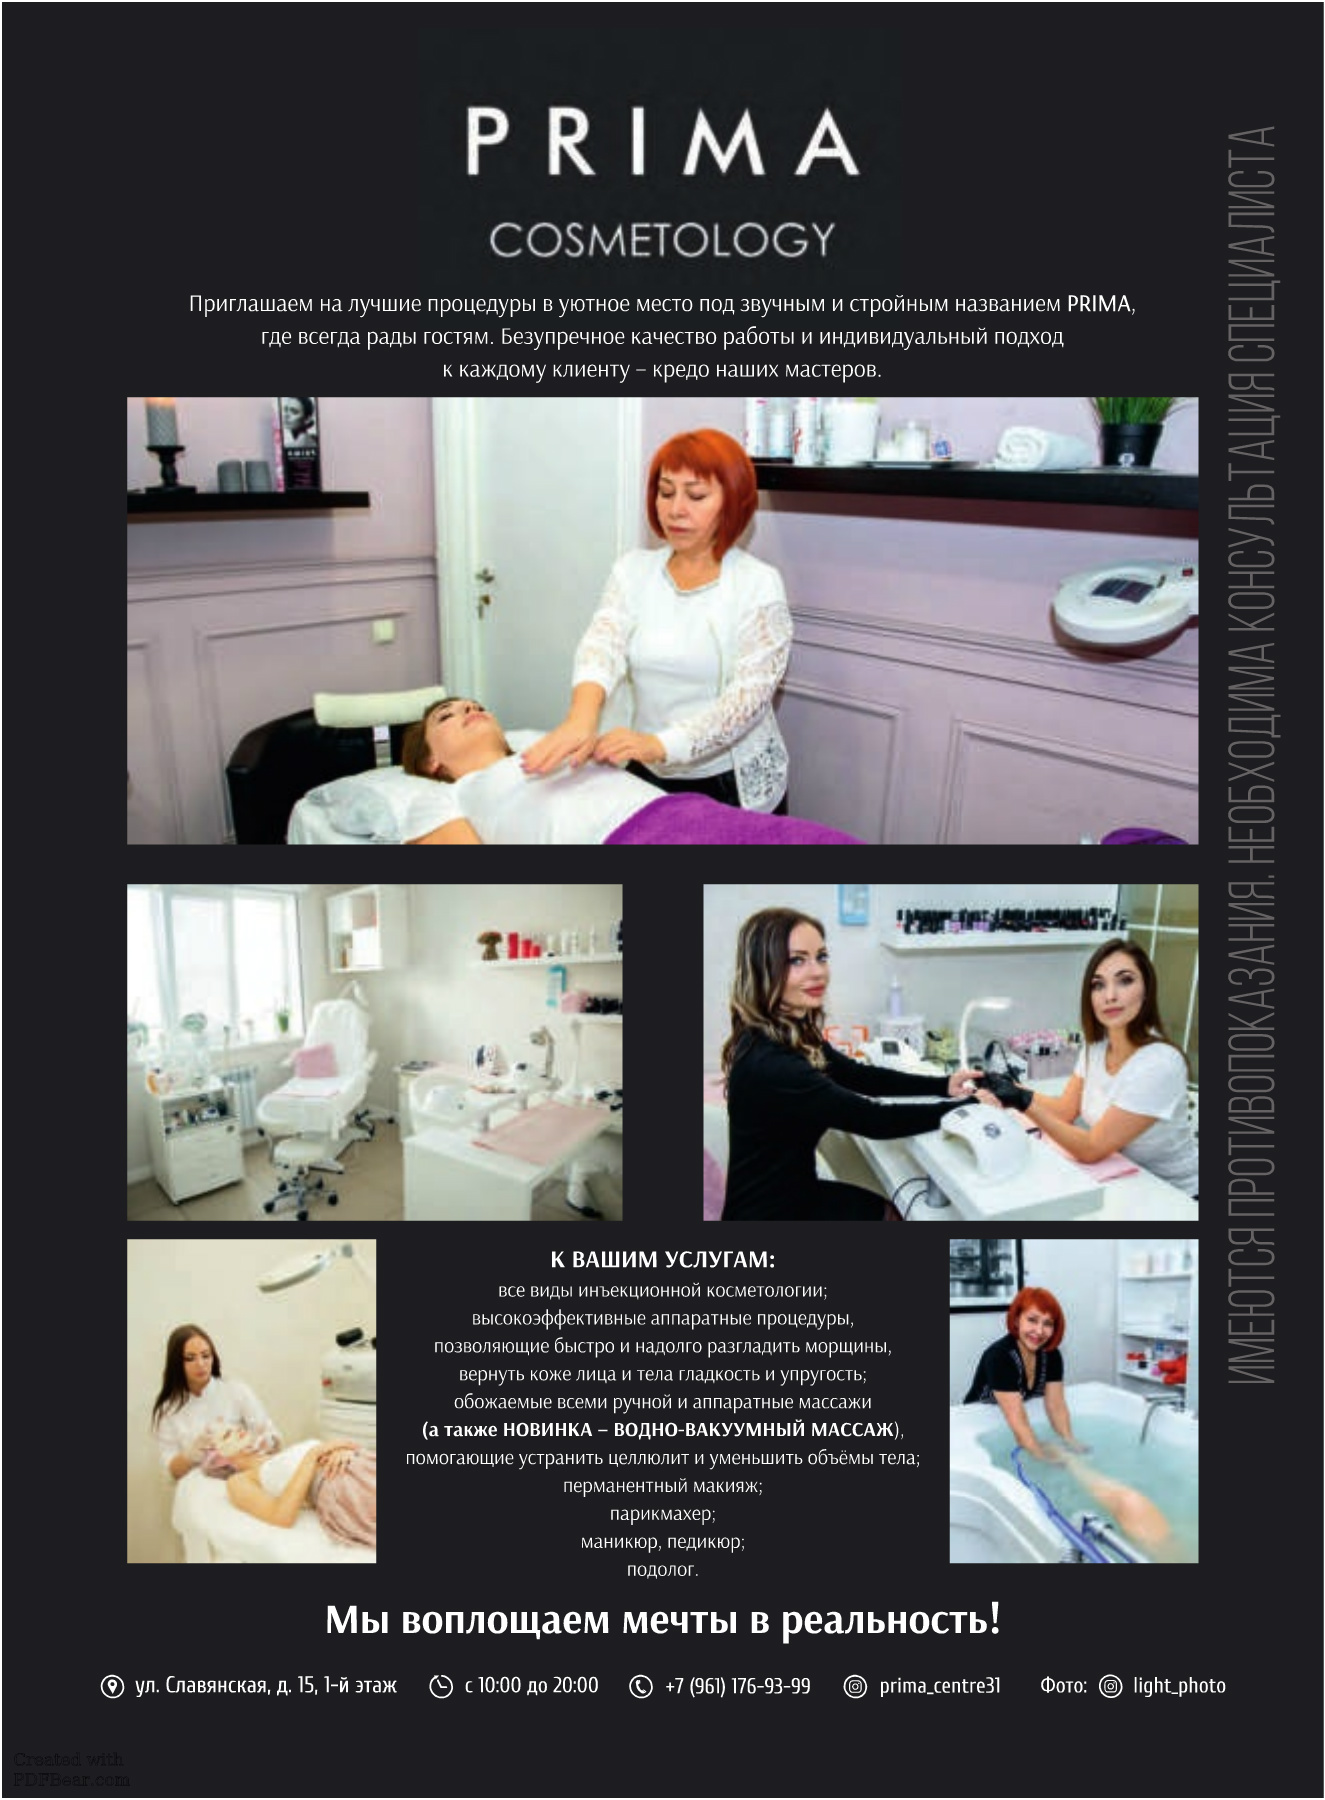 PRIMA
COSMETOLOGY
Приглашаем на лучшие процедуры в уютное место под звучным и стройным названием PRIMA,
где всегда рады гостям. Безупречное качество работы и индивидуальный подход
к каждому клиенту – кредо наших мастеров.
ИМЕЮТСЯ ПРОТИВОПОКАЗАНИЯ. НЕОБХОДИМА КОНСУЛЬТАЦИЯ СПЕЦИАЛИСТА
К ВАШИМ УСЛУГАМ:
все виды инъекционной косметологии;
высокоэффективные аппаратные процедуры,
позволяющие быстро и надолго разгладить морщины,
вернуть коже лица и тела гладкость и упругость;
обожаемые всеми ручной и аппаратные массажи
(а также НОВИНКА – ВОДНО-ВАКУУМНЫЙ МАССАЖ),
помогающие устранить целлюлит и уменьшить объёмы тела;
перманентный макияж;
парикмахер;
маникюр, педикюр;
подолог.
Мы воплощаем мечты в реальность!
ул. Славянская, д. 15, 1-й этаж с 10:00 до 20:00 +7 (961) 176-93-99 prima_centre31 Фото: light_photo
Created with
PDFBear.com